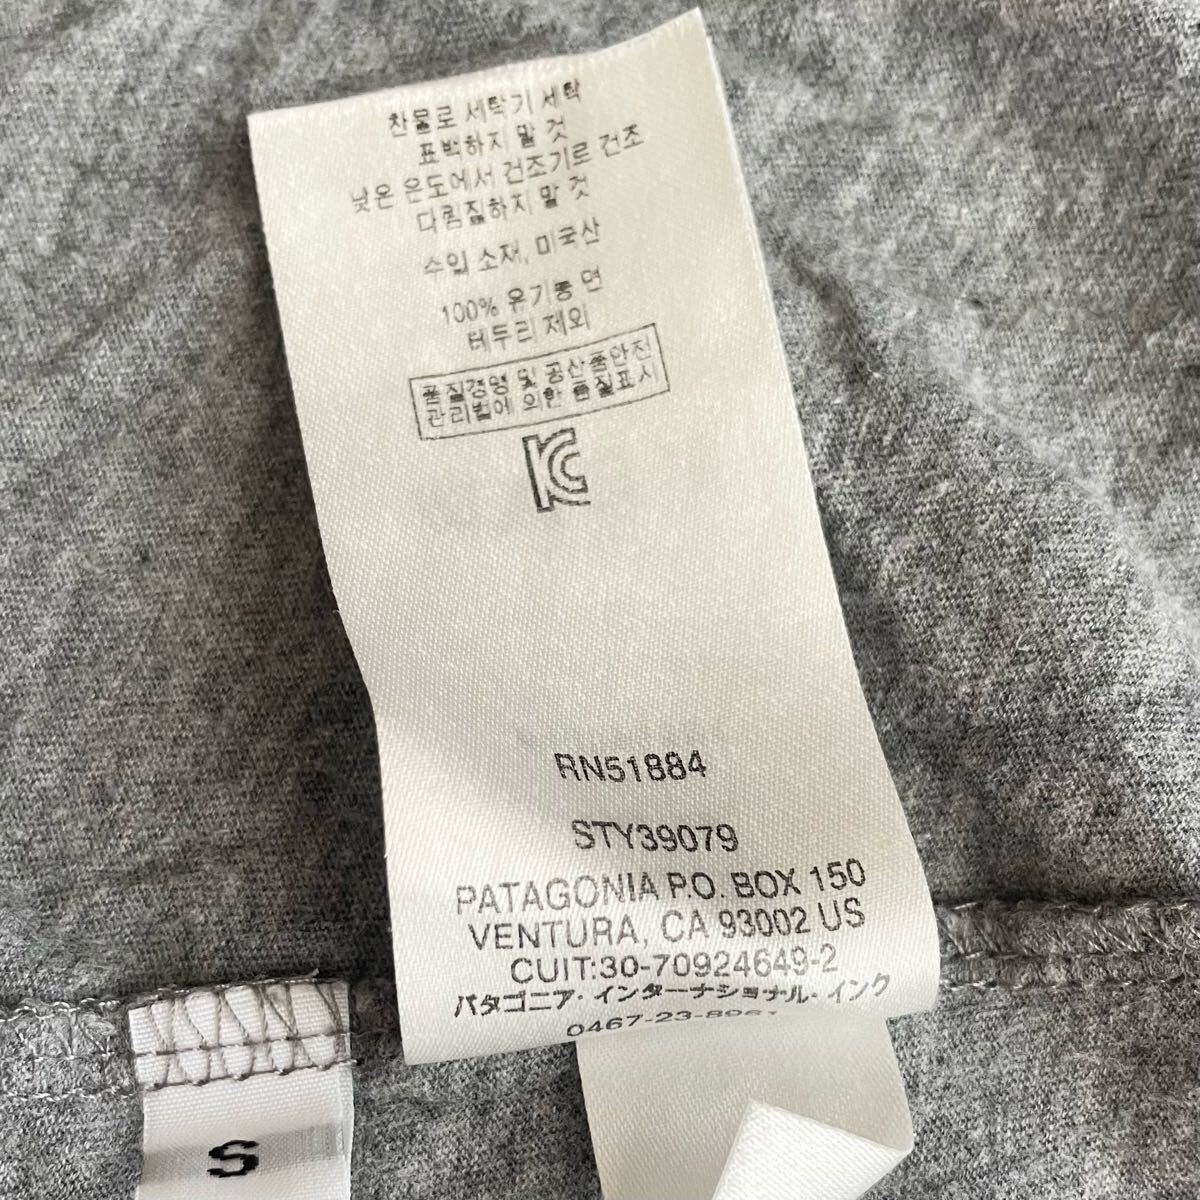 찬물로 세탁기 세탁
표백하지 말 것
낮은 온도에서 건조기르 건조
다림질하지 말 것
수입 소재, 미국산
100% 유기농 면
테두리 제외
품질경영 및 공산품안전
관리법에 의한 품질표시
KC
RN51884
STY39079
PATAGONIA P.O. BOX 150
VENTURA, CA 93002 US
CUIT:30-70924649-2
パタゴニア・インターナショナル・インク
0467-23-8961
S